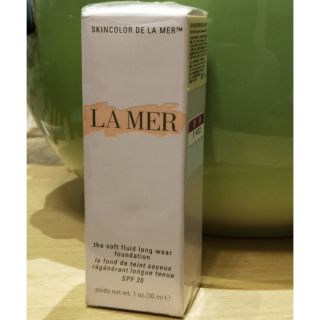 SKINCOLOR DE LA MER™
LA MER
the soft fluid long wear
foundation
le fond de teint soyeux
régénérant longue tenue
SPF 20
poids net wt. 1 oz./30 ml ℮